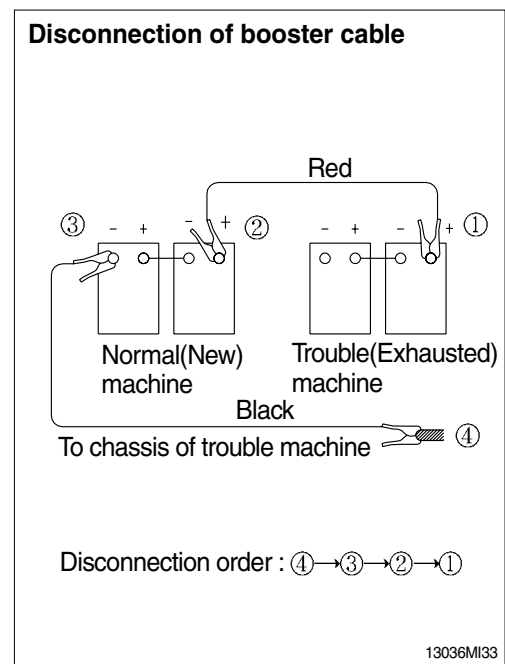 Disconnection of booster cable
Red
③ - + - + ② - + - + ①
Normal(New)
machine
Trouble(Exhausted)
machine
Black
To chassis of trouble machine ④
Disconnection order : ④→③→②→①
13036MI33